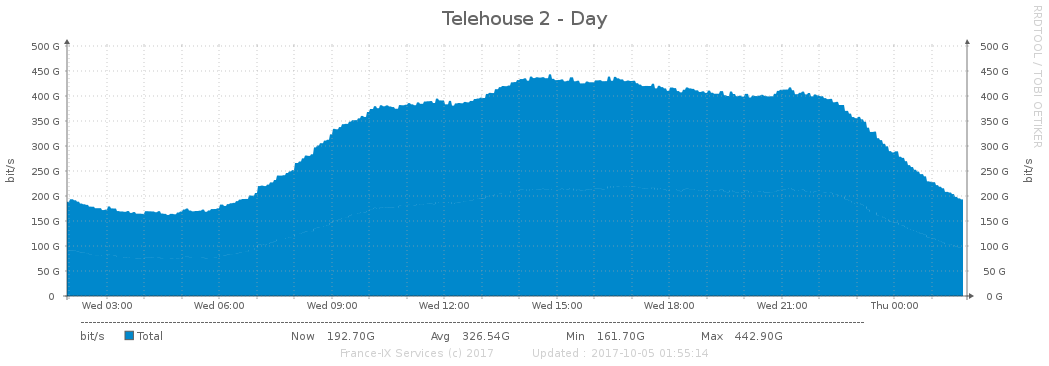 Telehouse 2 - Day
RRDTOOL / TOBI OETIKER
bit/s
500 G 500 G
450 G 450 G
400 G 400 G
350 G 350 G
300 G 300 G
250 G 250 G
200 G 200 G
150 G 150 G
100 G 100 G
50 G 50 G
0 0 G
bit/s
Wed 03:00 Wed 06:00 Wed 09:00 Wed 12:00 Wed 15:00 Wed 18:00 Wed 21:00 Thu 00:00
bit/s Total Now 192.70G Avg 326.54G Min 161.70G Max 442.90G
France-IX Services (c) 2017 Updated : 2017-10-05 01:55:14